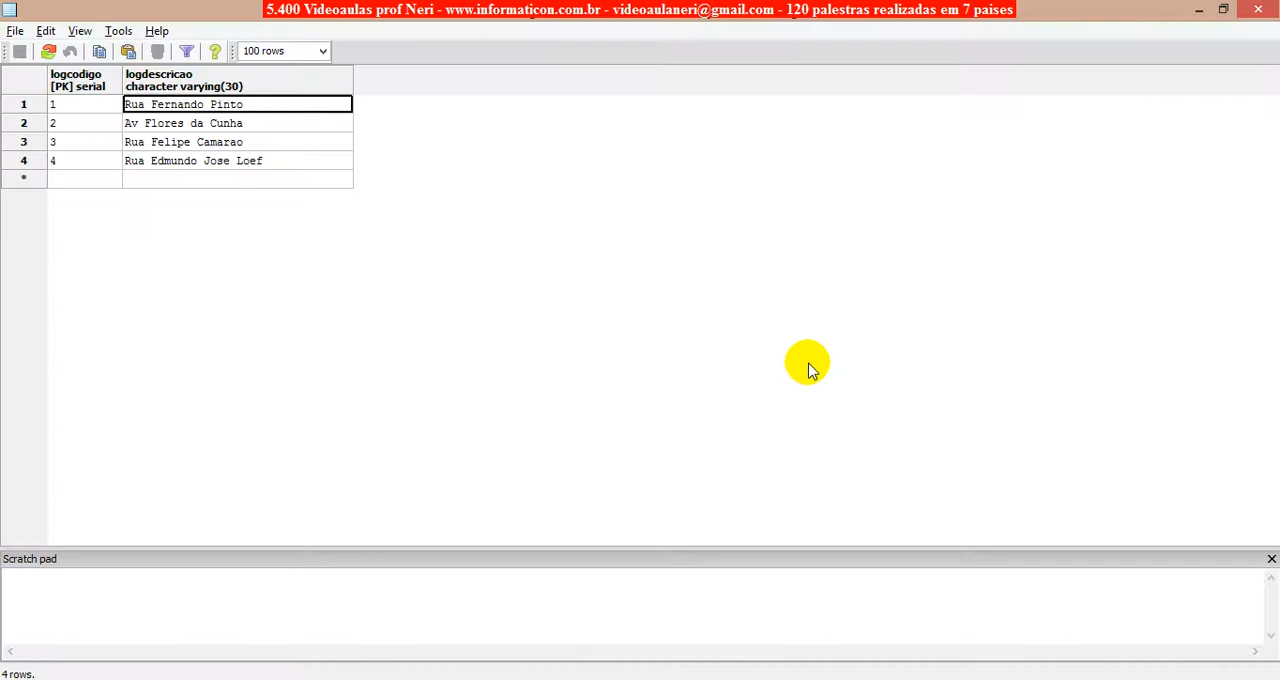 5.400 Videoaulas prof Neri - www.informaticon.com.br - videoaulaneri@gmail.com - 120 palestras realizadas em 7 paises
File Edit View Tools Help
100 rows
logcodigo logdescricao
[PK] serial character varying(30)
1 1 Rua Fernando Pinto
2 2 Av Flores da Cunha
3 3 Rua Felipe Camarao
4 4 Rua Edmundo Jose Loef
*
Scratch pad
4 rows.